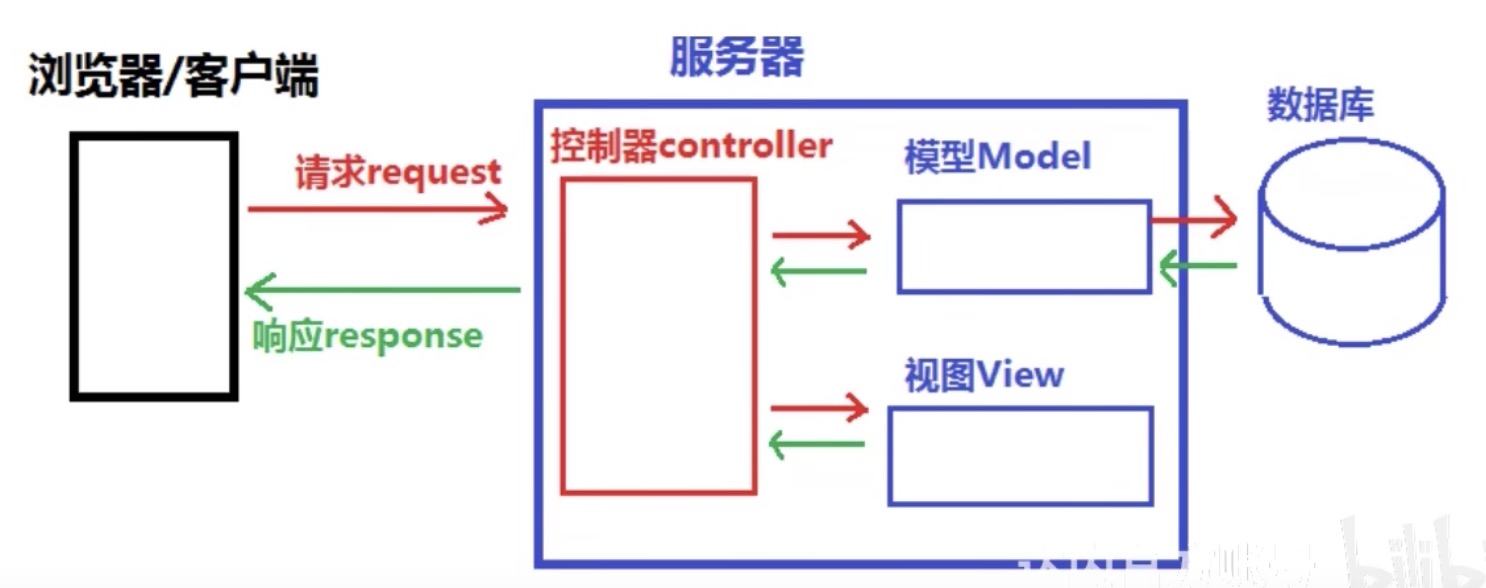 浏览器/客户端
服务器
数据库
控制器controller
模型Model
请求request
响应response
视图View